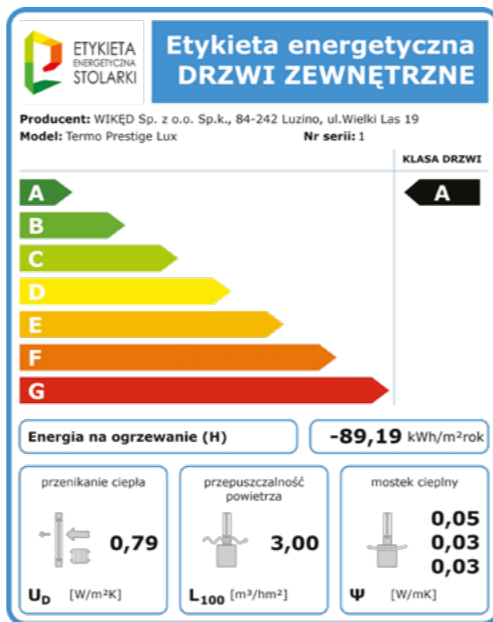 ETYKIETA
ENERGETYCZNA
STOLARKI
Etykieta energetyczna
DRZWI ZEWNĘTRZNE
Producent: WIKĘD Sp. z o.o. Sp.k., 84-242 Luzino, ul.Wielki Las 19
Model: Termo Prestige Lux Nr serii: 1
KLASA DRZWI
A A
B
C
D
E
F
G
Energia na ogrzewanie (H) -89,19 kWh/m²rok
przenikanie ciepła
0,79
U_D [W/m²K]
przepuszczalność
powietrza
3,00
L₁₀₀ [m³/hm²]
mostek cieplny
0,05
0,03
0,03
Ψ [W/mK]